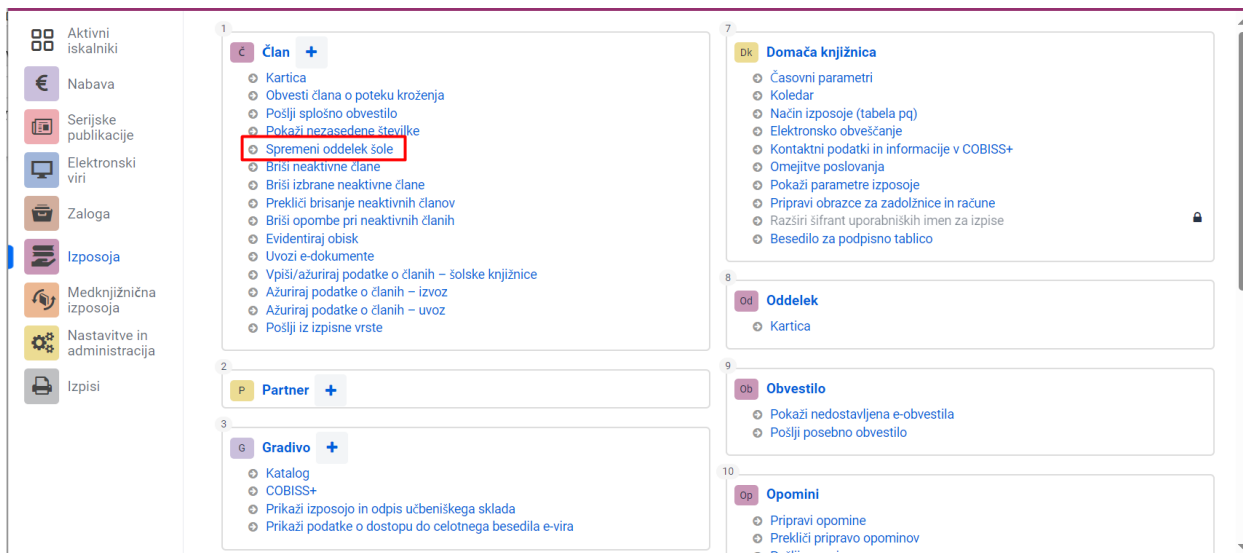 Aktivni
iskalniki
€
Nabava
Serijske
publikacije
Elektronski
viri
Zaloga
Izposoja
Medknjižnična
izposoja
Nastavitve in
administracija
Izpisi
1
Č Član +
Kartica
Obvesti člana o poteku kroženja
Pošlji splošno obvestilo
Pokaži nezasedene številke
Spremeni oddelek šole
Briši neaktivne člane
Briši izbrane neaktivne člane
Prekliči brisanje neaktivnih članov
Briši opombe pri neaktivnih članih
Evidentiraj obisk
Uvozi e-dokumente
Vpiši/ažuriraj podatke o članih – šolske knjižnice
Ažuriraj podatke o članih – izvoz
Ažuriraj podatke o članih – uvoz
Pošlji iz izpisne vrste
2
P Partner +
3
G Gradivo +
Katalog
COBISS+
Prikaži izposojo in odpis učbeniškega sklada
Prikaži podatke o dostopu do celotnega besedila e-vira
7
Dk Domača knjižnica
Časovni parametri
Koledar
Način izposoje (tabela pq)
Elektronsko obveščanje
Kontaktni podatki in informacije v COBISS+
Omejitve poslovanja
Pokaži parametre izposoje
Pripravi obrazce za zadolžnice in račune
Razširi šifrant uporabniških imen za izpise
Besedilo za podpisno tablico
8
Od Oddelek
Kartica
9
Ob Obvestilo
Pokaži nedostavljena e-obvestila
Pošlji posebno obvestilo
10
Op Opomini
Pripravi opomine
Prekliči pripravo opominov